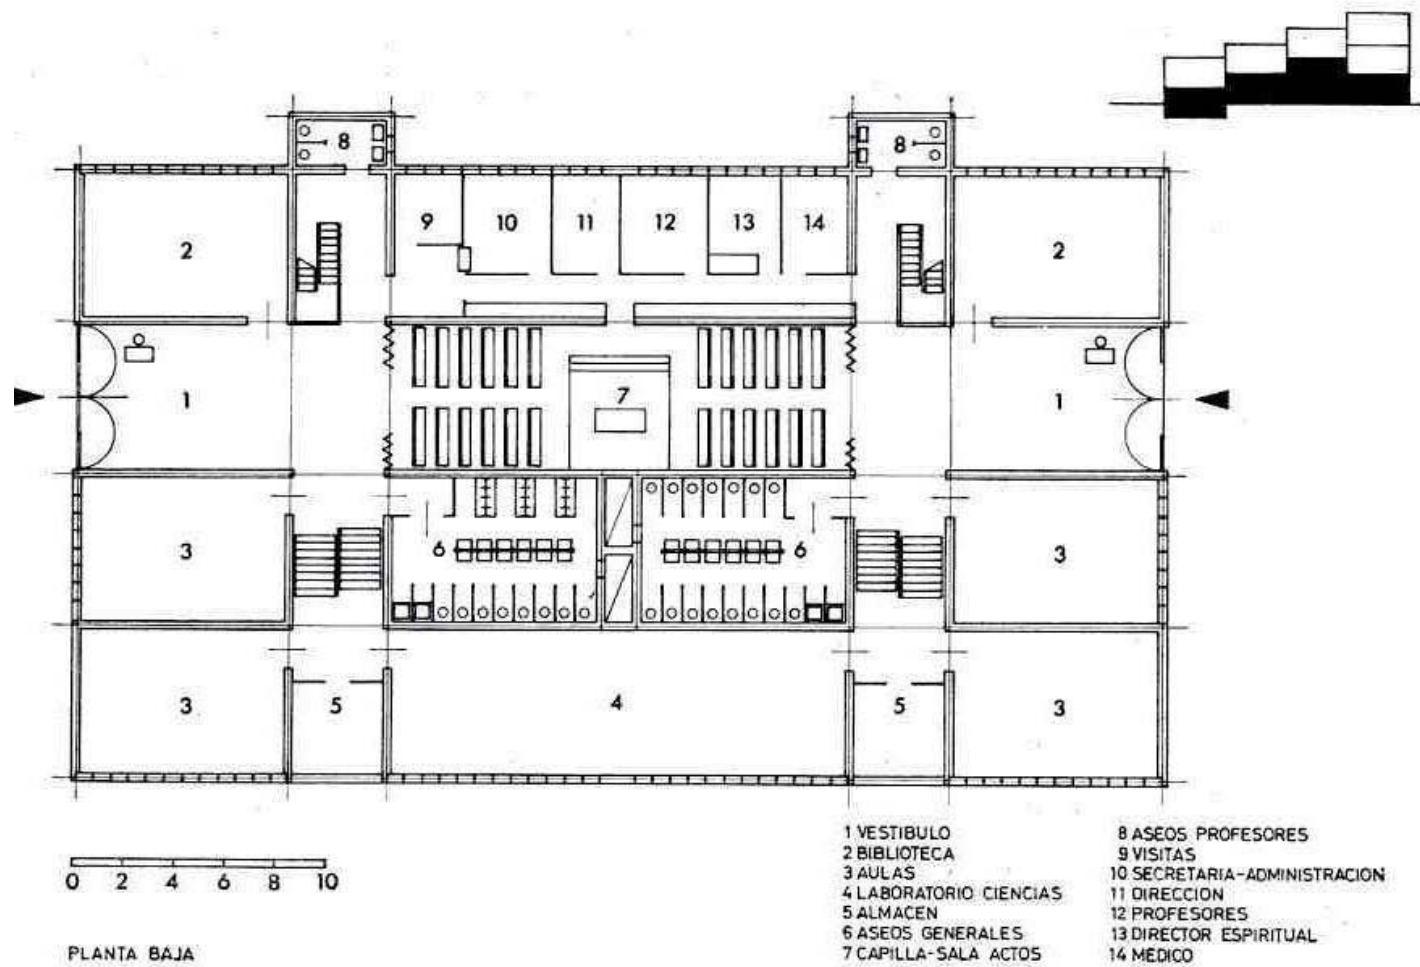 8 8
9 10 11 12 13 14
2 2
1 7 1
3 6 6 3
3 5 4 5 3
0 2 4 6 8 10
PLANTA BAJA
1 VESTIBULO
2 BIBLIOTECA
3 AULAS
4 LABORATORIO CIENCIAS
5 ALMACEN
6 ASEOS GENERALES
7 CAPILLA-SALA ACTOS
8 ASEOS PROFESORES
9 VISITAS
10 SECRETARIA-ADMINISTRACION
11 DIRECCION
12 PROFESORES
13 DIRECTOR ESPIRITUAL
14 MEDICO